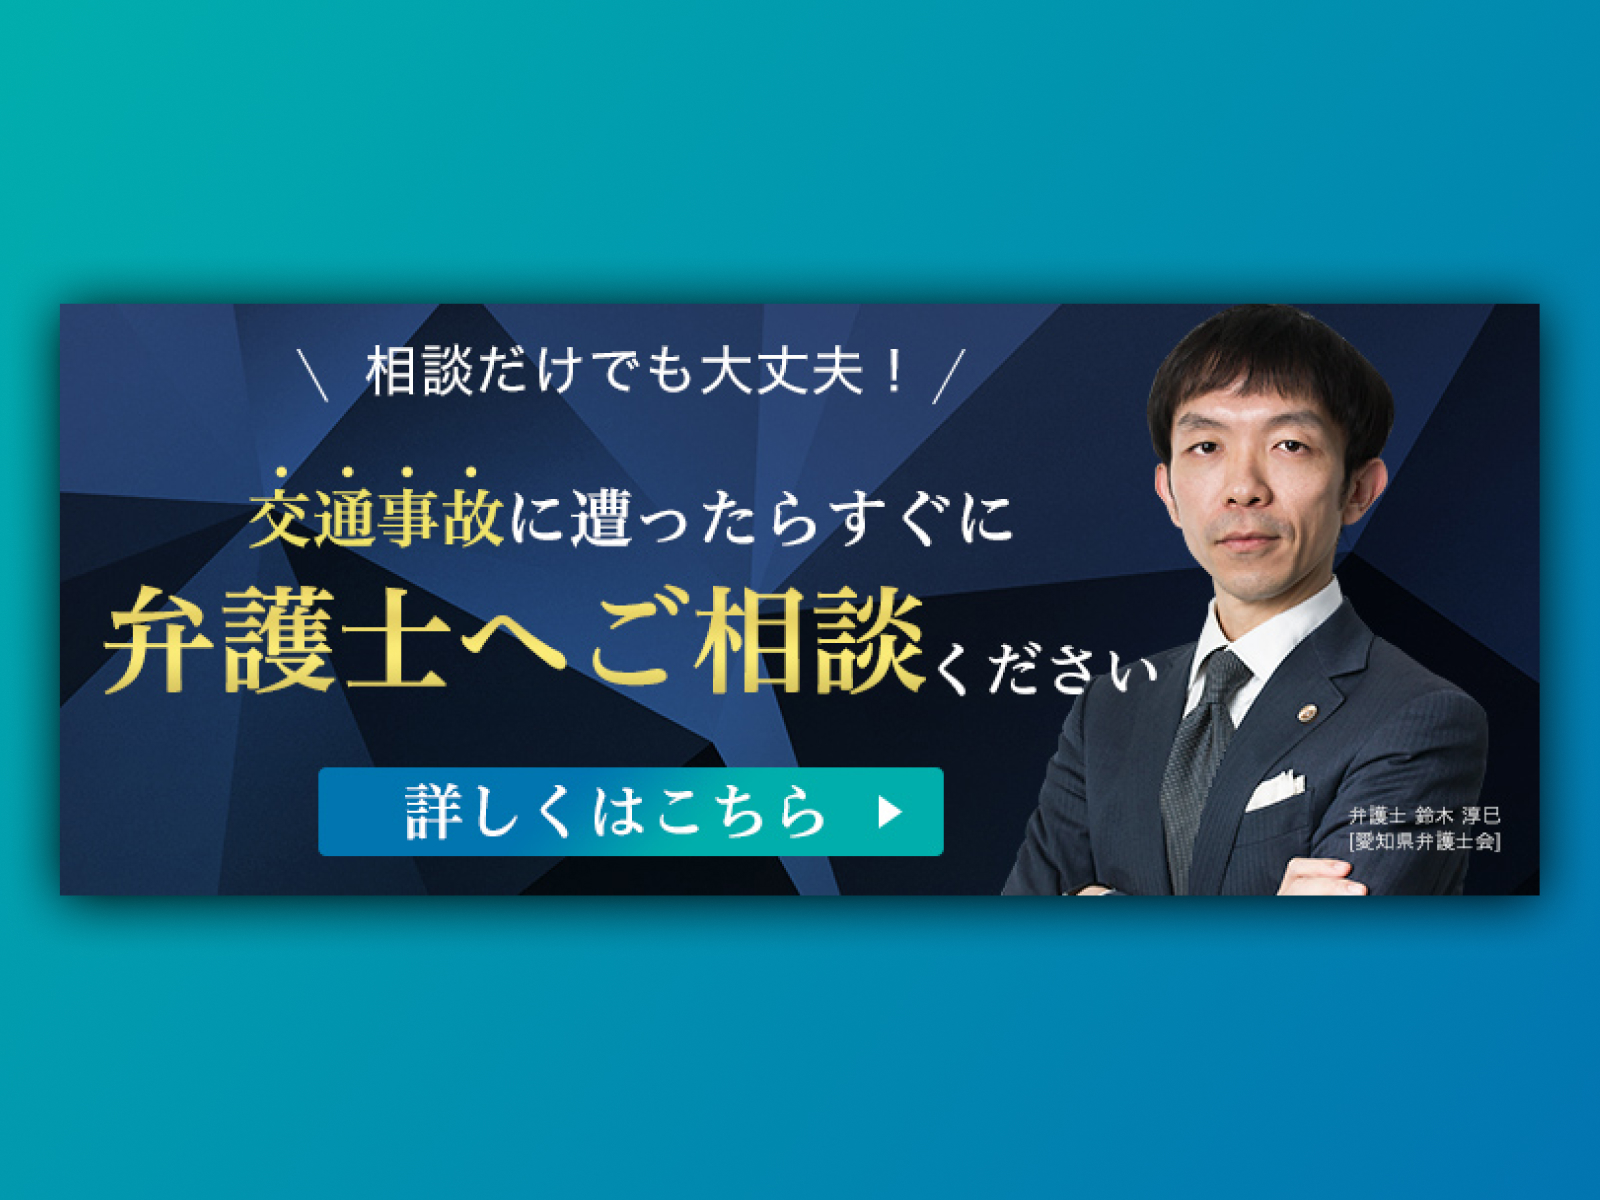 相談だけでも大丈夫！
交通事故に遭ったらすぐに
弁護士へご相談ください
詳しくはこちら
弁護士 鈴木 淳巳
[愛知県弁護士会]